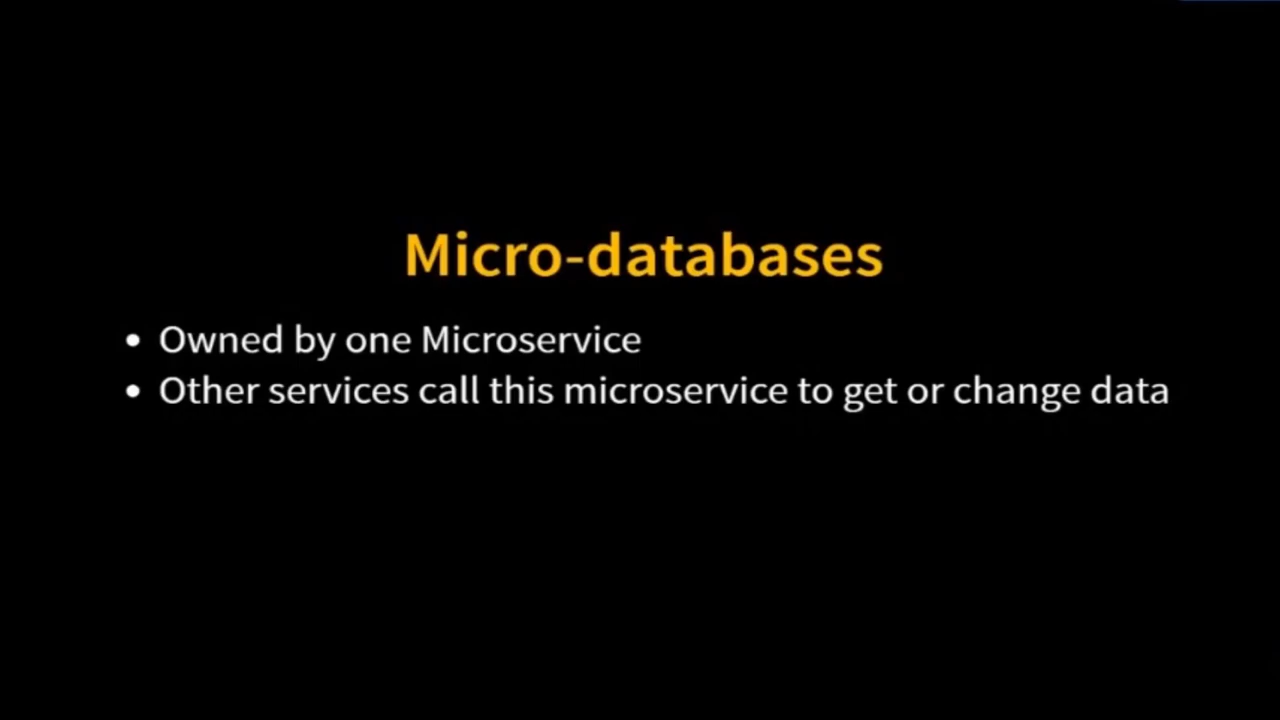 Micro-databases
• Owned by one Microservice
• Other services call this microservice to get or change data